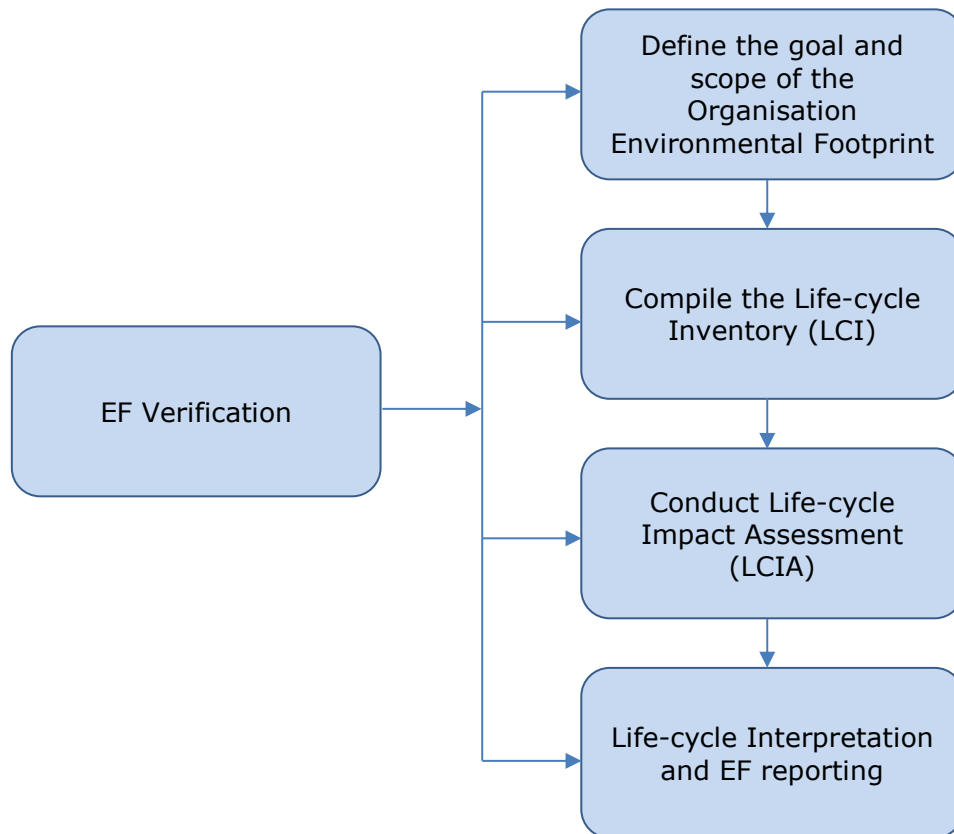 Define the goal and
scope of the
Organisation
Environmental Footprint
Compile the Life-cycle
Inventory (LCI)
EF Verification
Conduct Life-cycle
Impact Assessment
(LCIA)
Life-cycle Interpretation
and EF reporting